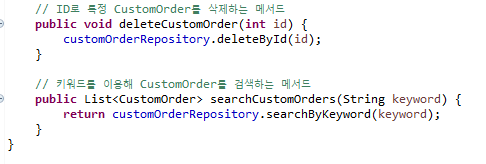 // ID로 특정 CustomOrder를 삭제하는 메서드
public void deleteCustomOrder(int id) {
customOrderRepository.deleteById(id);
}
// 키워드를 이용해 CustomOrder를 검색하는 메서드
public List<CustomOrder> searchCustomOrders(String keyword) {
return customOrderRepository.searchByKeyword(keyword);
}
}